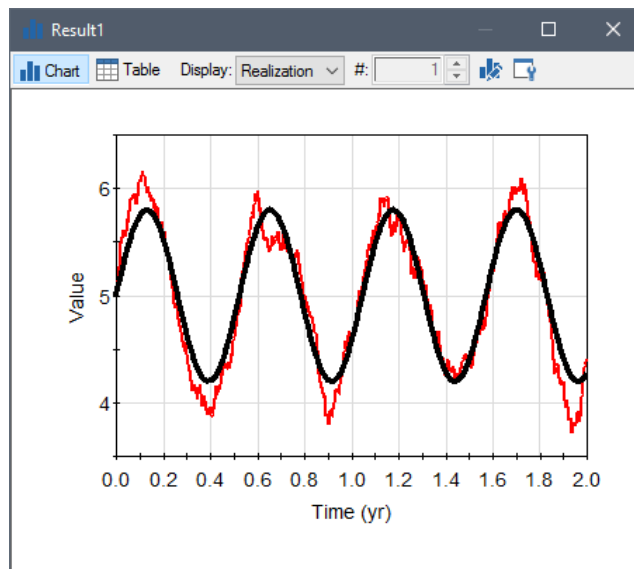 Result1
Chart Table Display: Realization #: 1
6
5
4
Value
0.0 0.2 0.4 0.6 0.8 1.0 1.2 1.4 1.6 1.8 2.0
Time (yr)